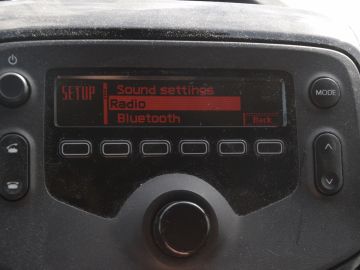 Sound settings
SETUP
Radio
MODE
Bluetooth
Back